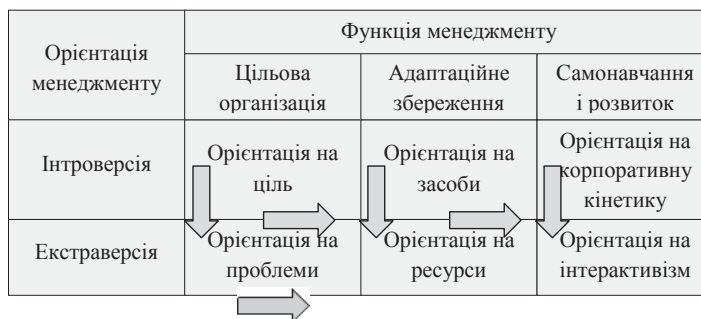 Орієнтація менеджменту
Функція менеджменту
Цільова організація
Адаптаційне збереження
Самонавчання і розвиток
Інтроверсія
Орієнтація на ціль
Орієнтація на засоби
Орієнтація на корпоративну кінетику
Екстраверсія
Орієнтація на проблеми
Орієнтація на ресурси
Орієнтація на інтерактивізм